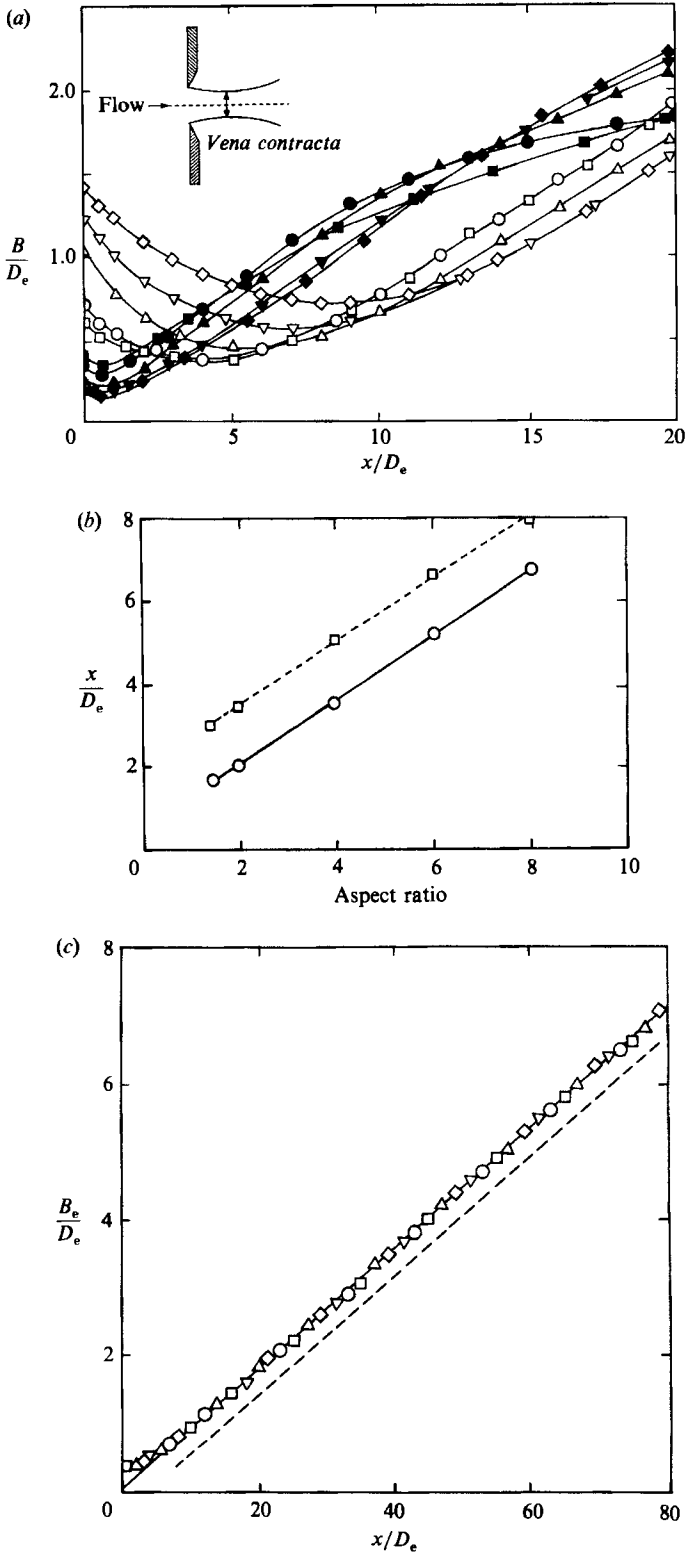 (a)
2.0
1.0
0
B
D_e
Flow
Vena contracta
0 5 10 15 20
x/D_e
(b)
8
6
4
2
x
D_e
0 2 4 6 8 10
Aspect ratio
(c)
8
6
4
2
B_e
D_e
0 20 40 60 80
x/D_e